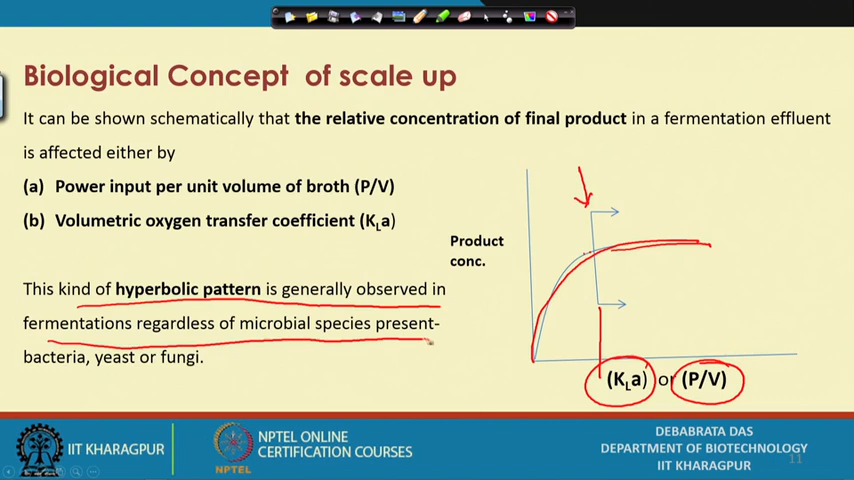 Biological Concept of scale up
It can be shown schematically that the relative concentration of final product in a fermentation effluent
is affected either by
(a) Power input per unit volume of broth (P/V)
(b) Volumetric oxygen transfer coefficient (KLa)
Product
conc.
This kind of hyperbolic pattern is generally observed in
fermentations regardless of microbial species present-
bacteria, yeast or fungi.
(KLa) or (P/V)
IIT KHARAGPUR
NPTEL
NPTEL ONLINE
CERTIFICATION COURSES
DEBABRATA DAS
DEPARTMENT OF BIOTECHNOLOGY
IIT KHARAGPUR
11